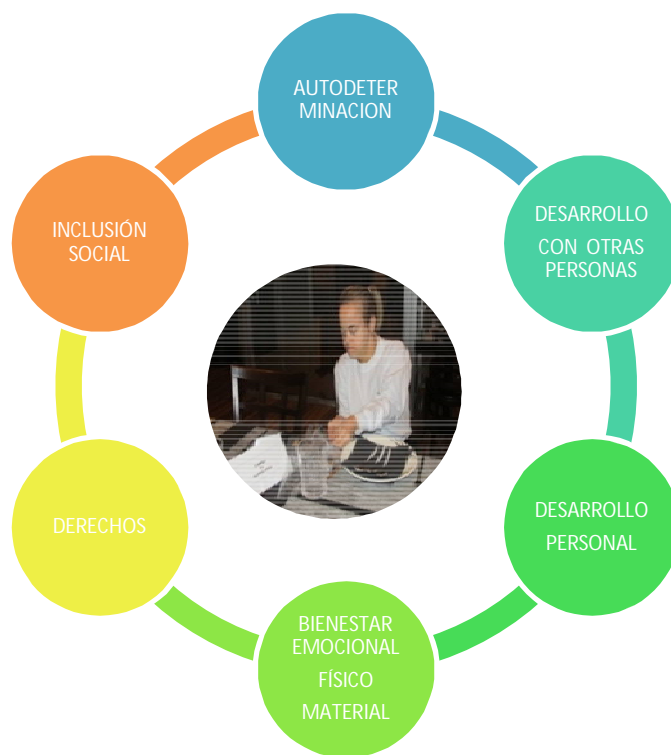 AUTODETER
MINACION
DESARROLLO
CON OTRAS
PERSONAS
DESARROLLO
PERSONAL
BIENESTAR
EMOCIONAL
FÍSICO
MATERIAL
DERECHOS
INCLUSIÓN
SOCIAL